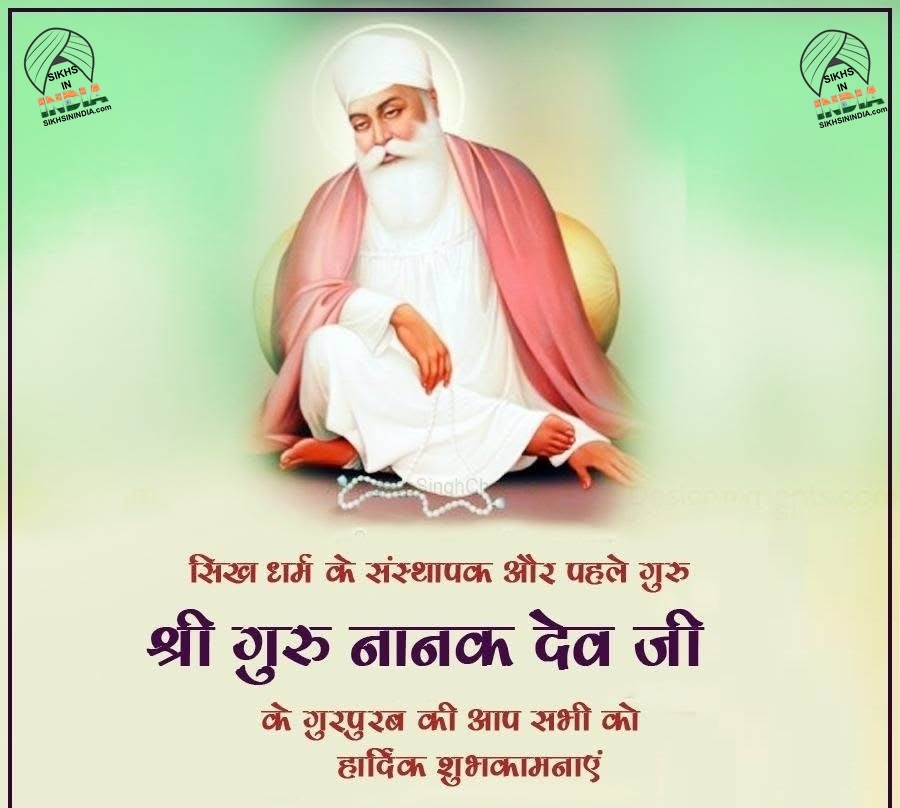 SIKHS
IN
INDIA
SIKHSININDIA.com
SIKHS
IN
INDIA
SIKHSININDIA.com
SinghCh
सिख धर्म के संस्थापक और पहले गुरु
श्री गुरु नानक देव जी
के गुरपुरब की आप सभी को
हार्दिक शुभकामनाएं